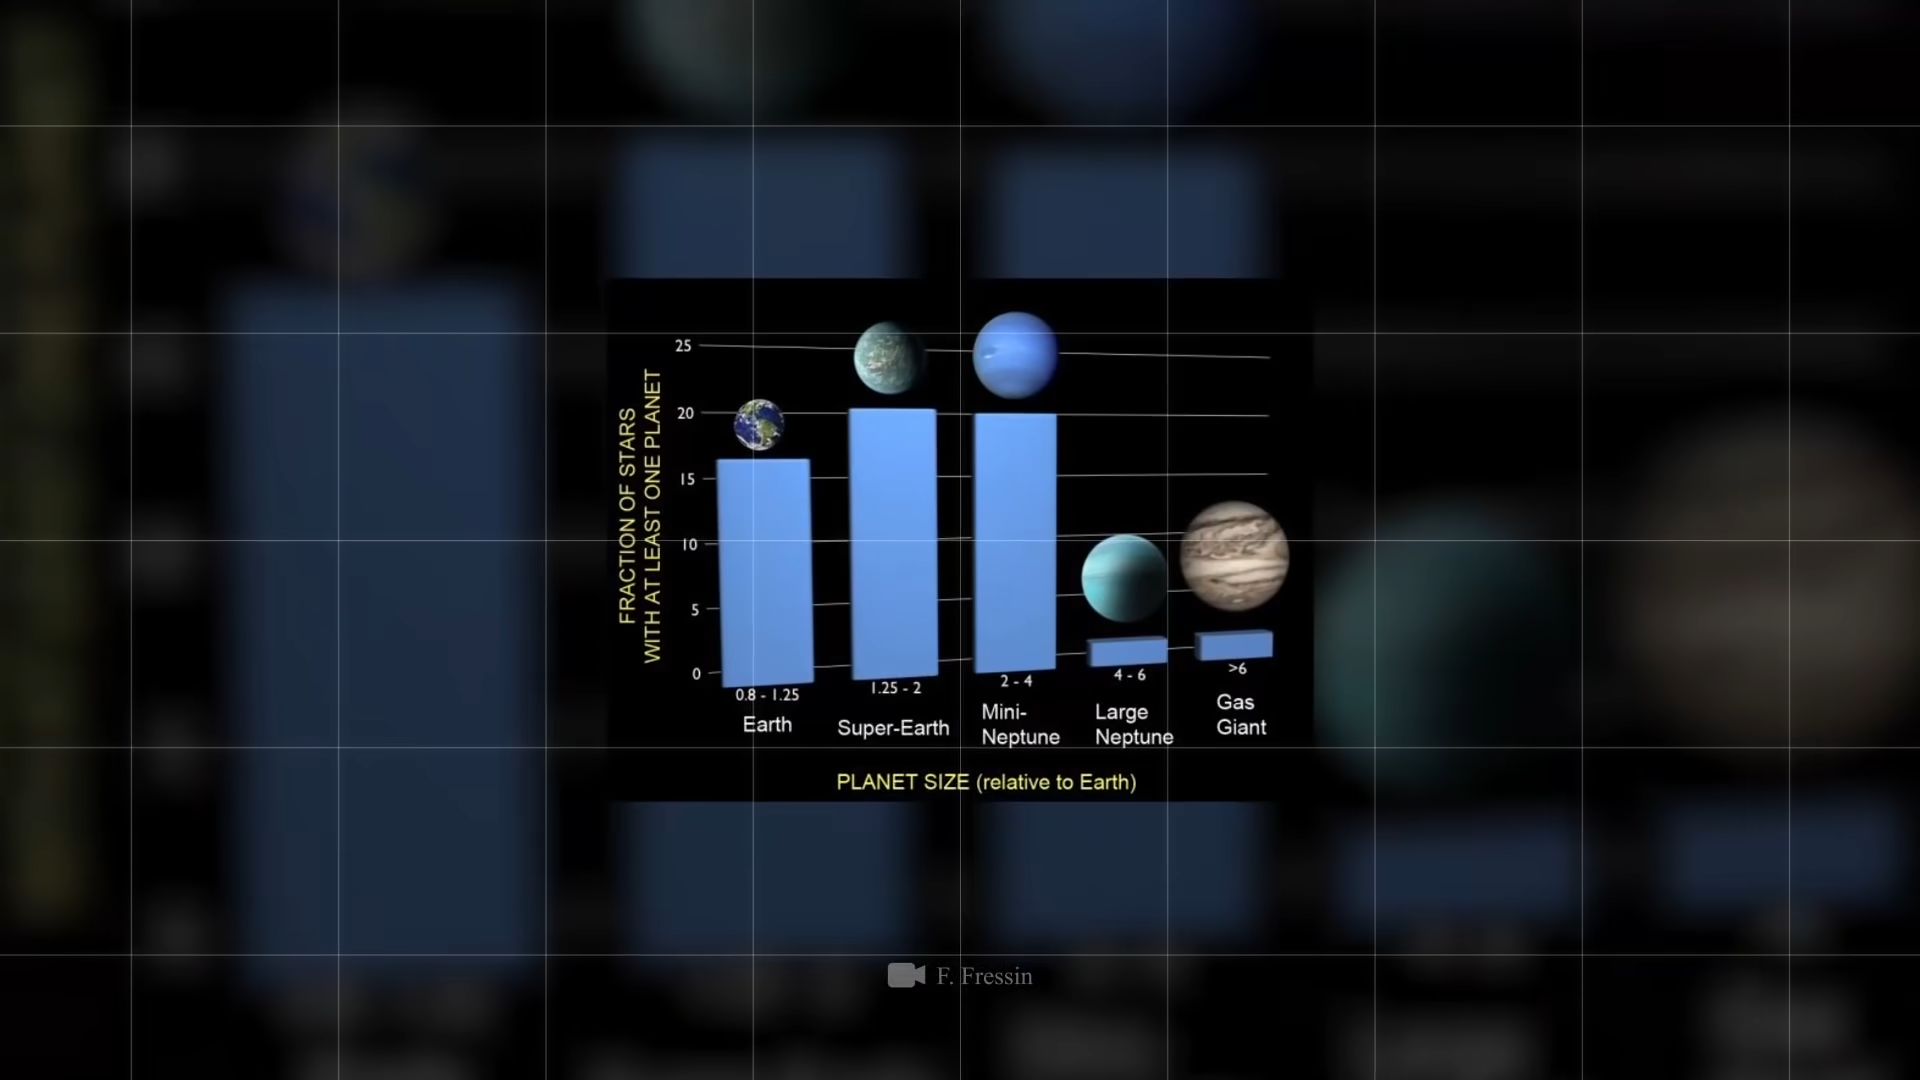 FRACTION OF STARS
WITH AT LEAST ONE PLANET
25
20
15
10
5
0
0.8 - 1.25
1.25 - 2
2 - 4
4 - 6
>6
Earth
Super-Earth
Mini-
Neptune
Large
Neptune
Gas
Giant
PLANET SIZE (relative to Earth)
F. Fressin